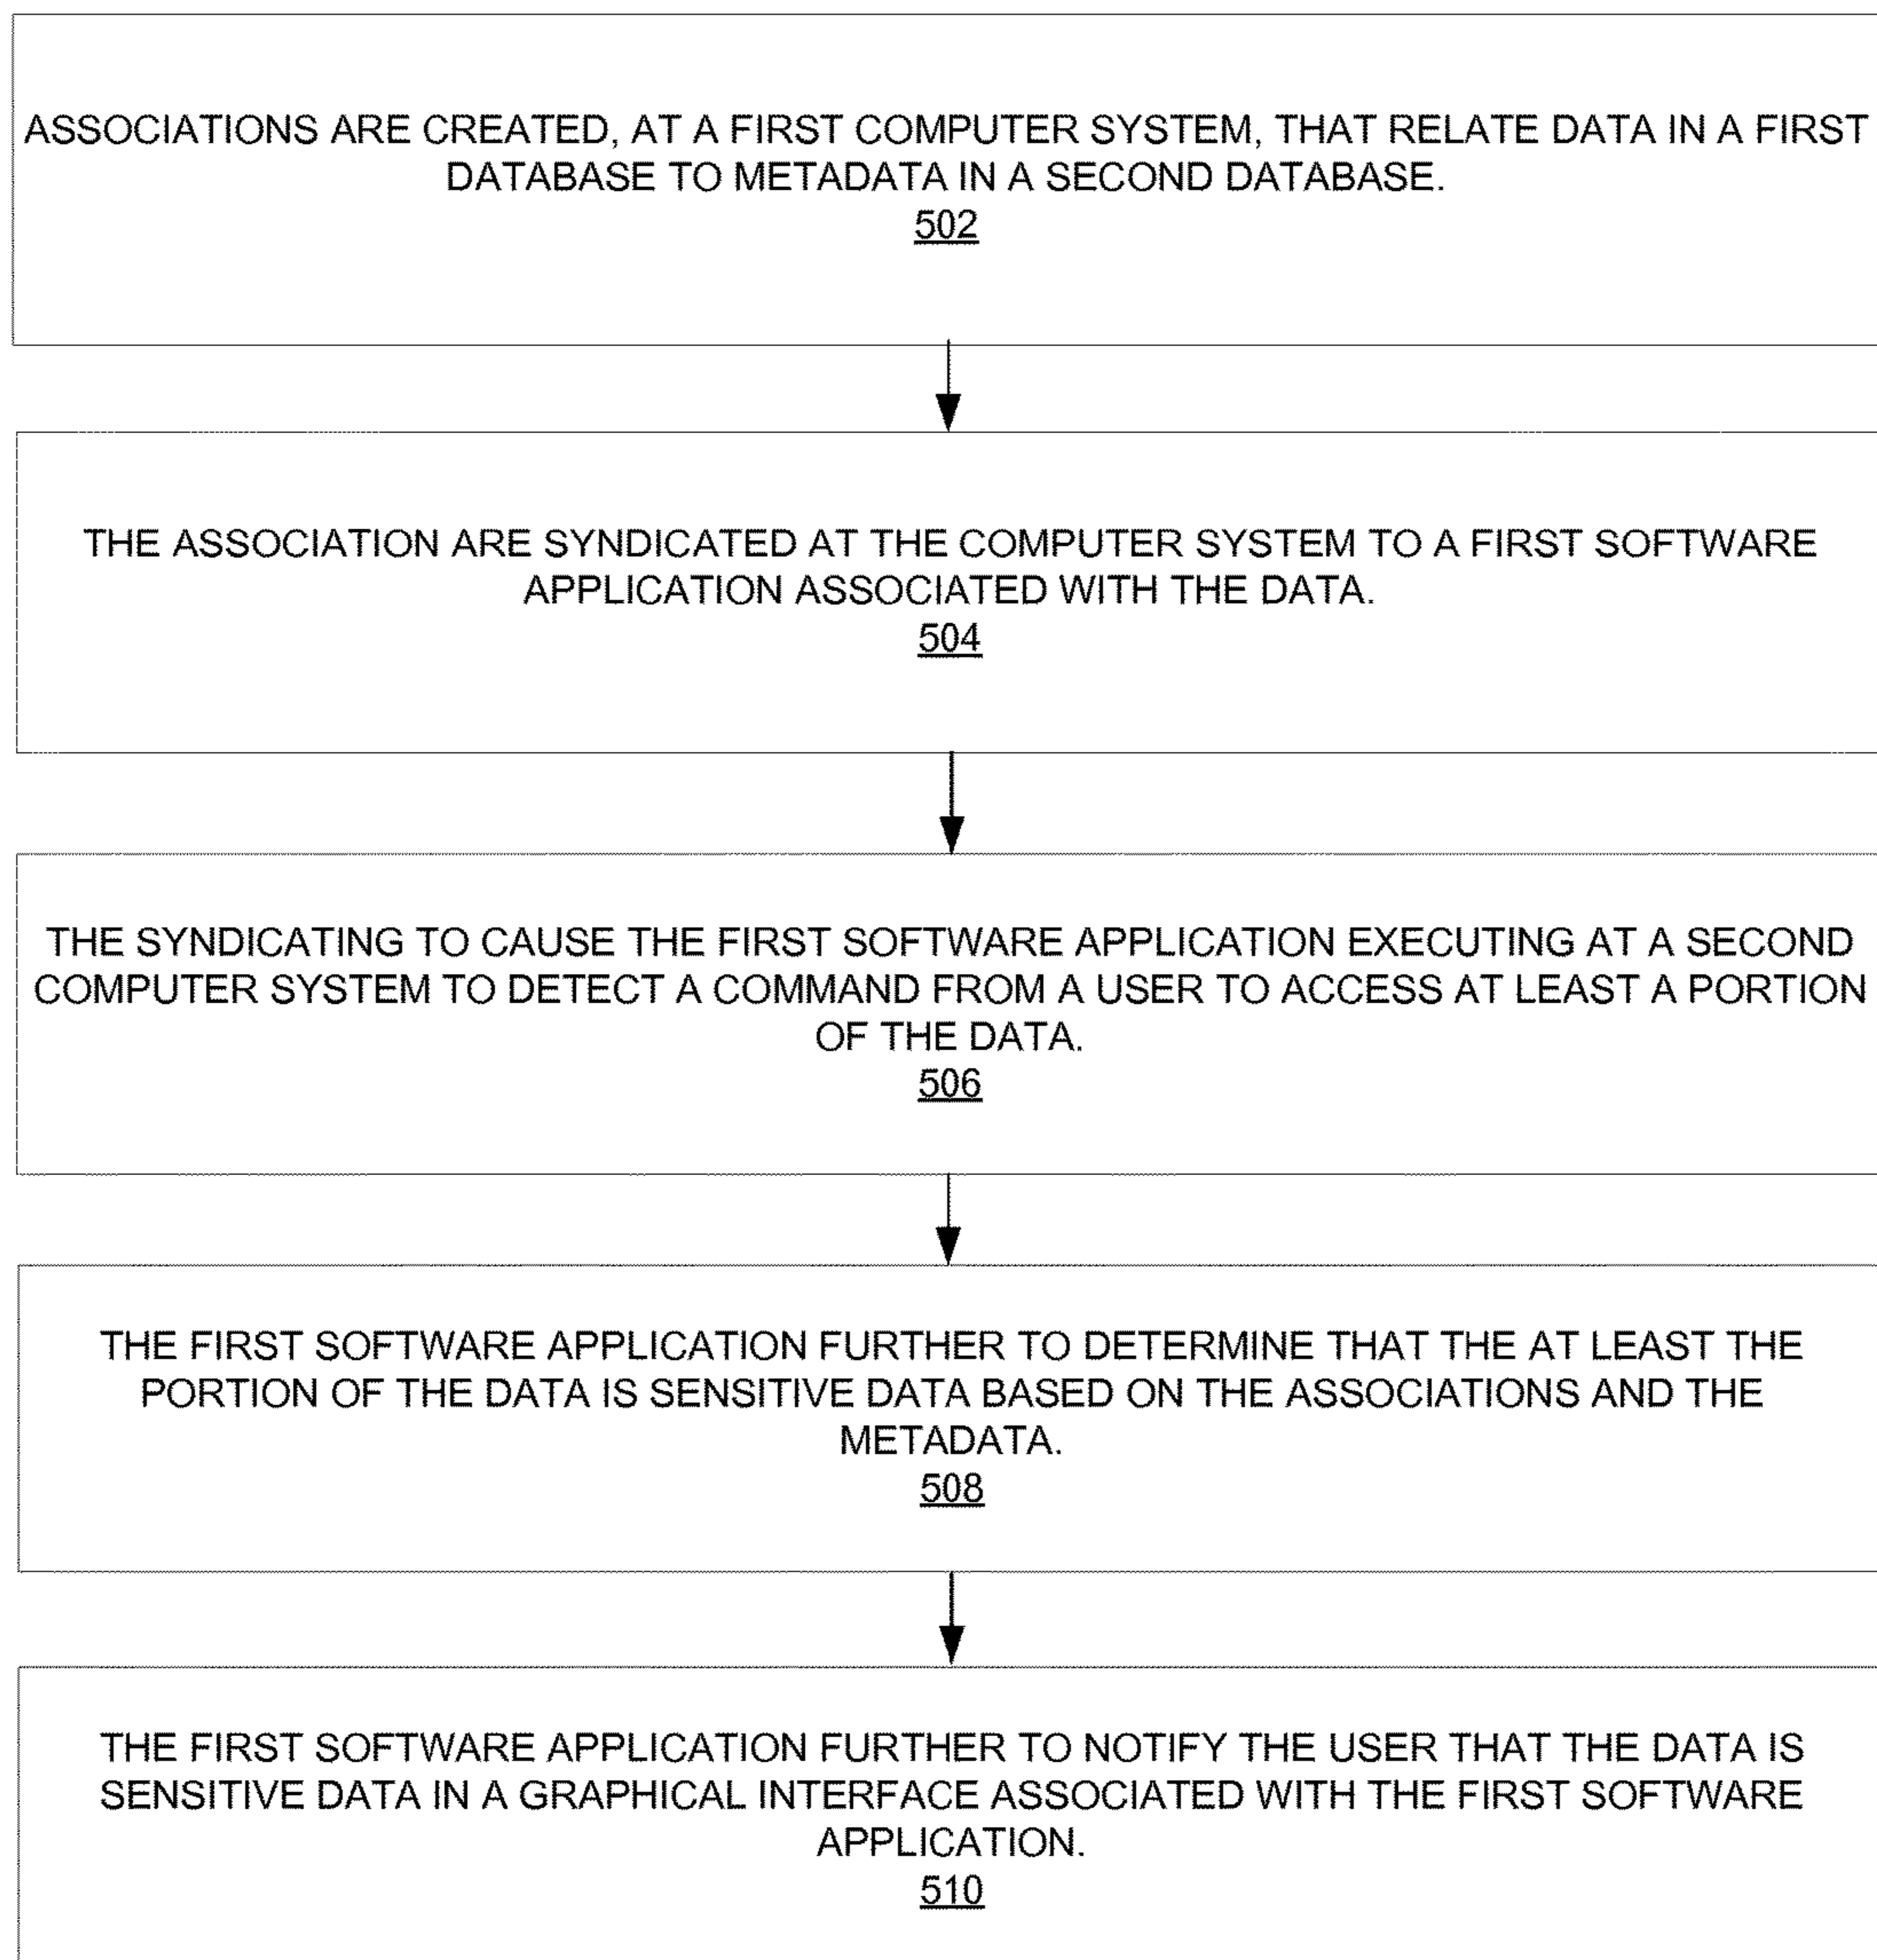 ASSOCIATIONS ARE CREATED, AT A FIRST COMPUTER SYSTEM, THAT RELATE DATA IN A FIRST
DATABASE TO METADATA IN A SECOND DATABASE.
502
THE ASSOCIATION ARE SYNDICATED AT THE COMPUTER SYSTEM TO A FIRST SOFTWARE
APPLICATION ASSOCIATED WITH THE DATA.
504
THE SYNDICATING TO CAUSE THE FIRST SOFTWARE APPLICATION EXECUTING AT A SECOND
COMPUTER SYSTEM TO DETECT A COMMAND FROM A USER TO ACCESS AT LEAST A PORTION
OF THE DATA.
506
THE FIRST SOFTWARE APPLICATION FURTHER TO DETERMINE THAT THE AT LEAST THE
PORTION OF THE DATA IS SENSITIVE DATA BASED ON THE ASSOCIATIONS AND THE
METADATA.
508
THE FIRST SOFTWARE APPLICATION FURTHER TO NOTIFY THE USER THAT THE DATA IS
SENSITIVE DATA IN A GRAPHICAL INTERFACE ASSOCIATED WITH THE FIRST SOFTWARE
APPLICATION.
510